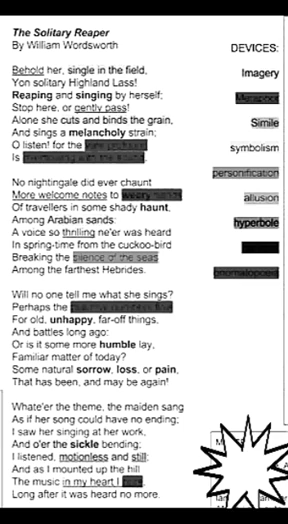 The Solitary Reaper
By William Wordsworth
Behold her, single in the field,
Yon solitary Highland Lass!
Reaping and singing by herself;
Stop here, or gently pass!
Alone she cuts and binds the grain,
And sings a melancholy strain;
O listen! for the
Is
No nightingale did ever chaunt
More welcome notes to weary bands
Of travellers in some shady haunt,
Among Arabian sands:
A voice so thrilling ne'er was heard
In spring-time from the cuckoo-bird
Breaking the silence of the seas
Among the farthest Hebrides.
Will no one tell me what she sings?
Perhaps the
For old, unhappy, far-off things,
And battles long ago:
Or is it some more humble lay,
Familiar matter of today?
Some natural sorrow, loss, or pain,
That has been, and may be again!
Whate'er the theme, the maiden sang
As if her song could have no ending;
I saw her singing at her work,
And o'er the sickle bending;
I listened, motionless and still;
And as I mounted up the hill
The music in my heart I
Long after it was heard no more.
DEVICES:
Imagery
Metaphor
Simile
symbolism
personification
allusion
hyperbole
onomatopoeia